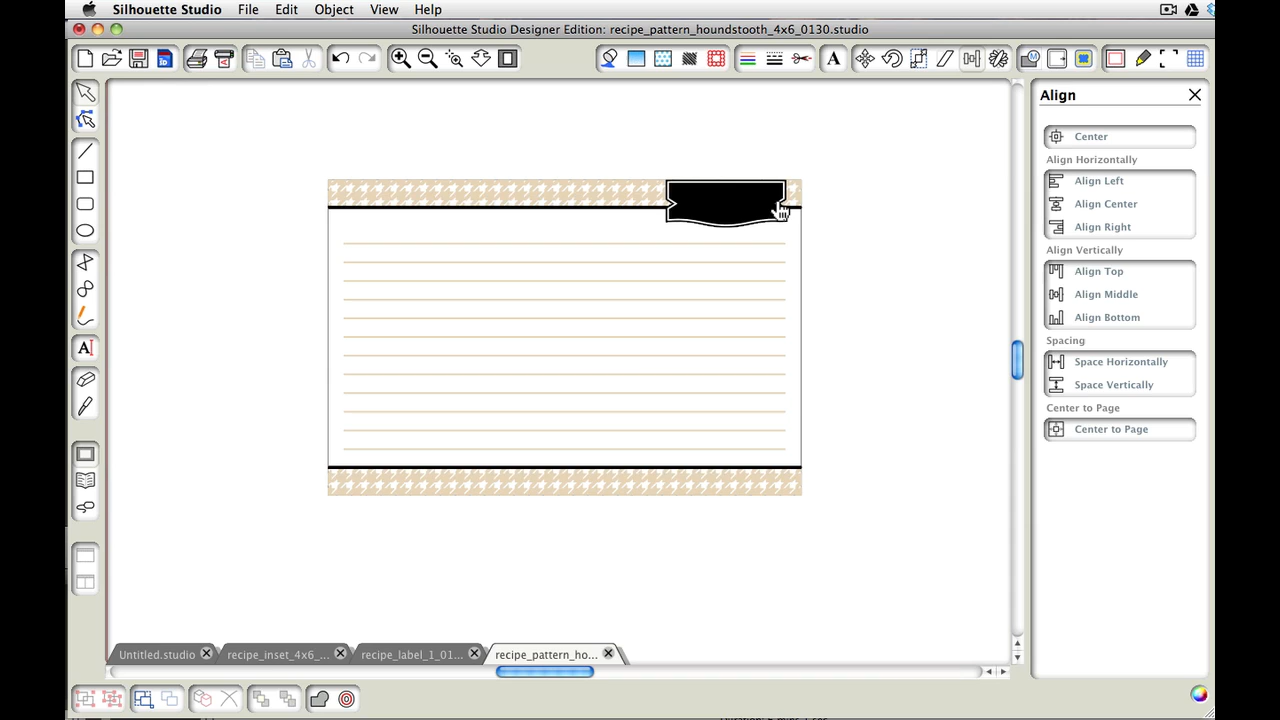 Silhouette Studio File Edit Object View Help
Silhouette Studio Designer Edition: recipe_pattern_houndstooth_4x6_0130.studio
Align
Center
Align Horizontally
Align Left
Align Center
Align Right
Align Vertically
Align Top
Align Middle
Align Bottom
Spacing
Space Horizontally
Space Vertically
Center to Page
Center to Page
Untitled.studio recipe_inset_4x6_... recipe_label_1_01... recipe_pattern_ho...